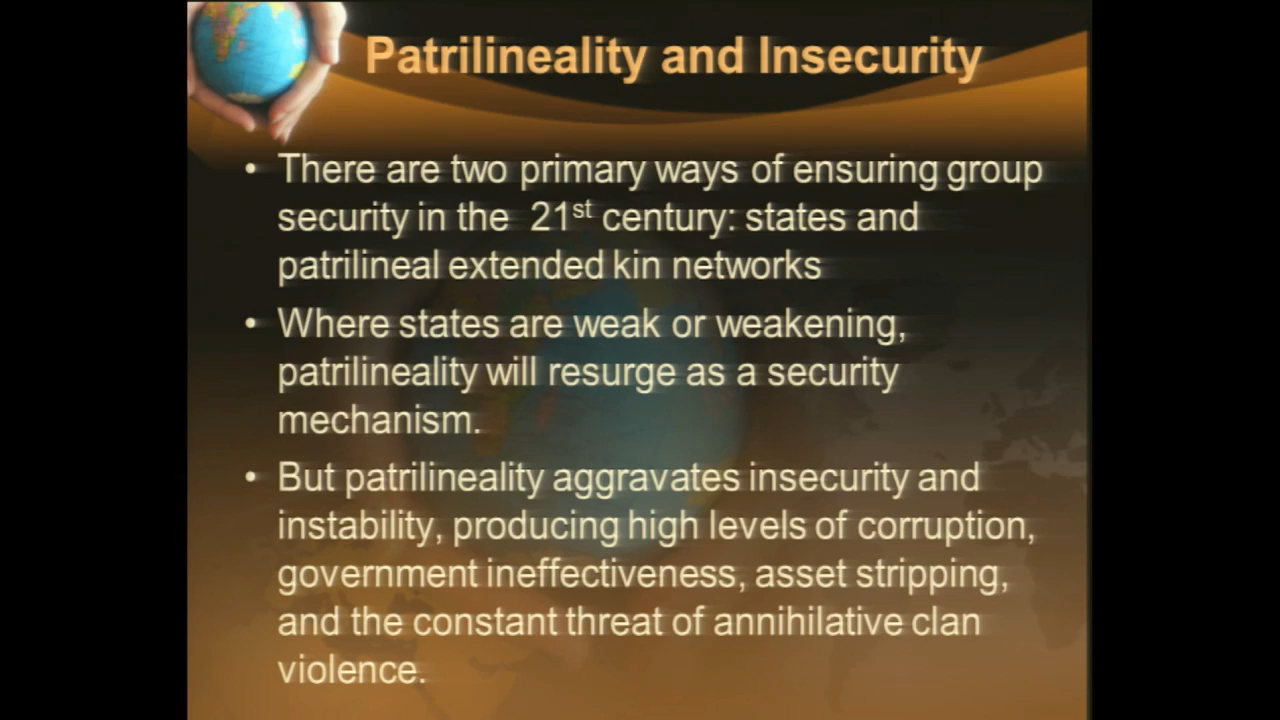 Patrilineality and Insecurity
• There are two primary ways of ensuring group
security in the 21st century: states and
patrilineal extended kin networks
• Where states are weak or weakening,
patrilineality will resurge as a security
mechanism.
• But patrilineality aggravates insecurity and
instability, producing high levels of corruption,
government ineffectiveness, asset stripping,
and the constant threat of annihilative clan
violence.